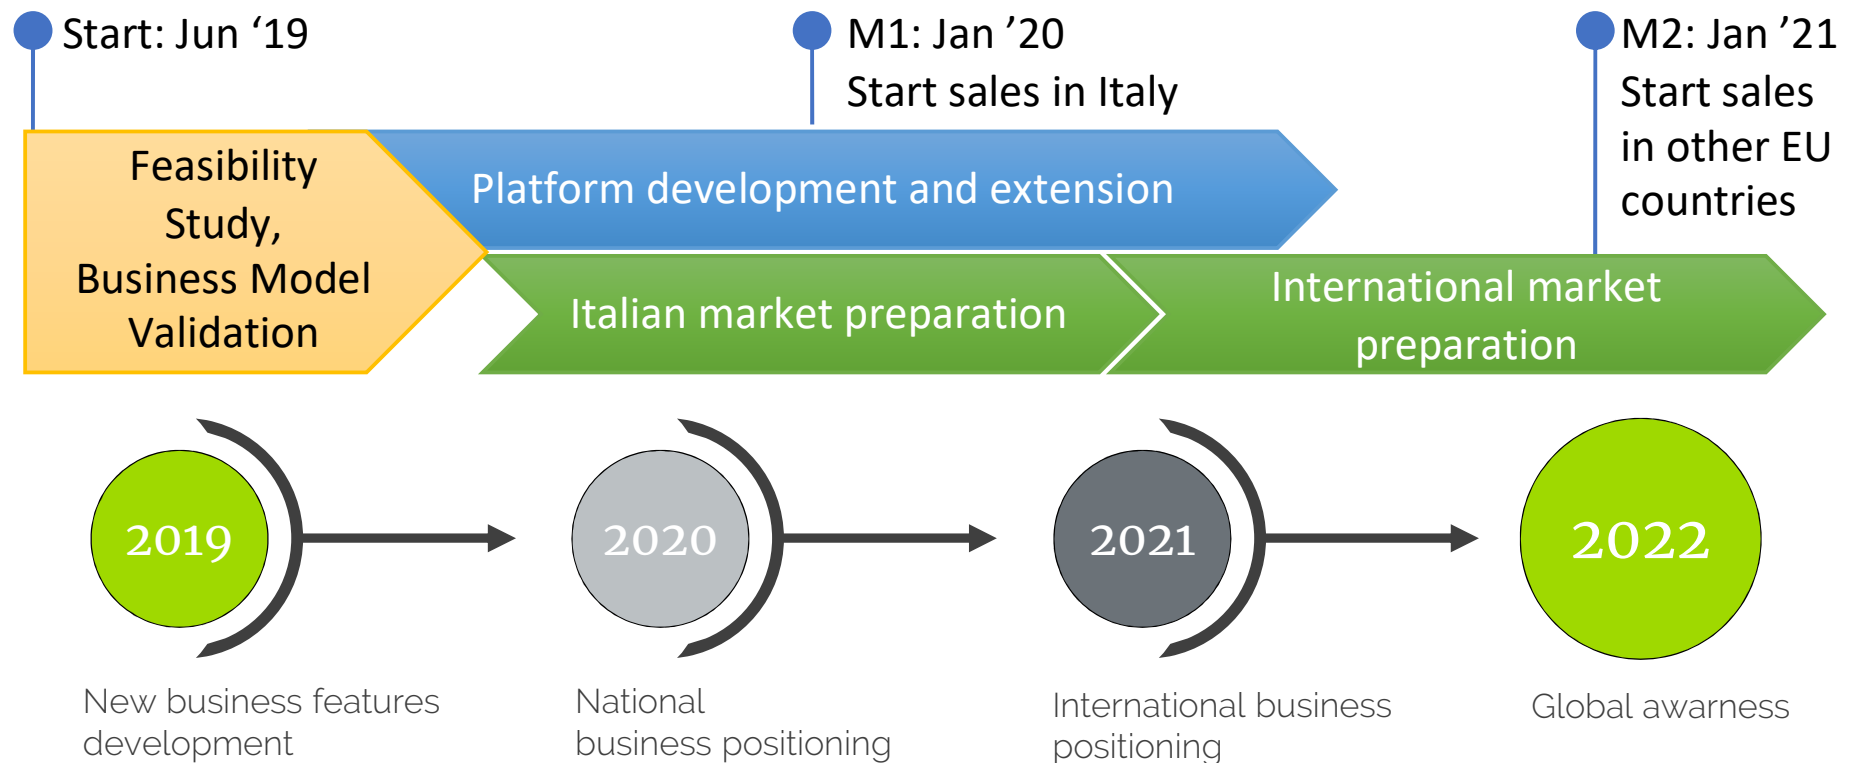 Start: Jun ‘19
M1: Jan ’20
Start sales in Italy
M2: Jan ’21
Start sales
in other EU
countries
Feasibility
Study,
Business Model
Validation
Platform development and extension
Italian market preparation
International market
preparation
2019
2020
2021
2022
New business features
development
National
business positioning
International business
positioning
Global awarness